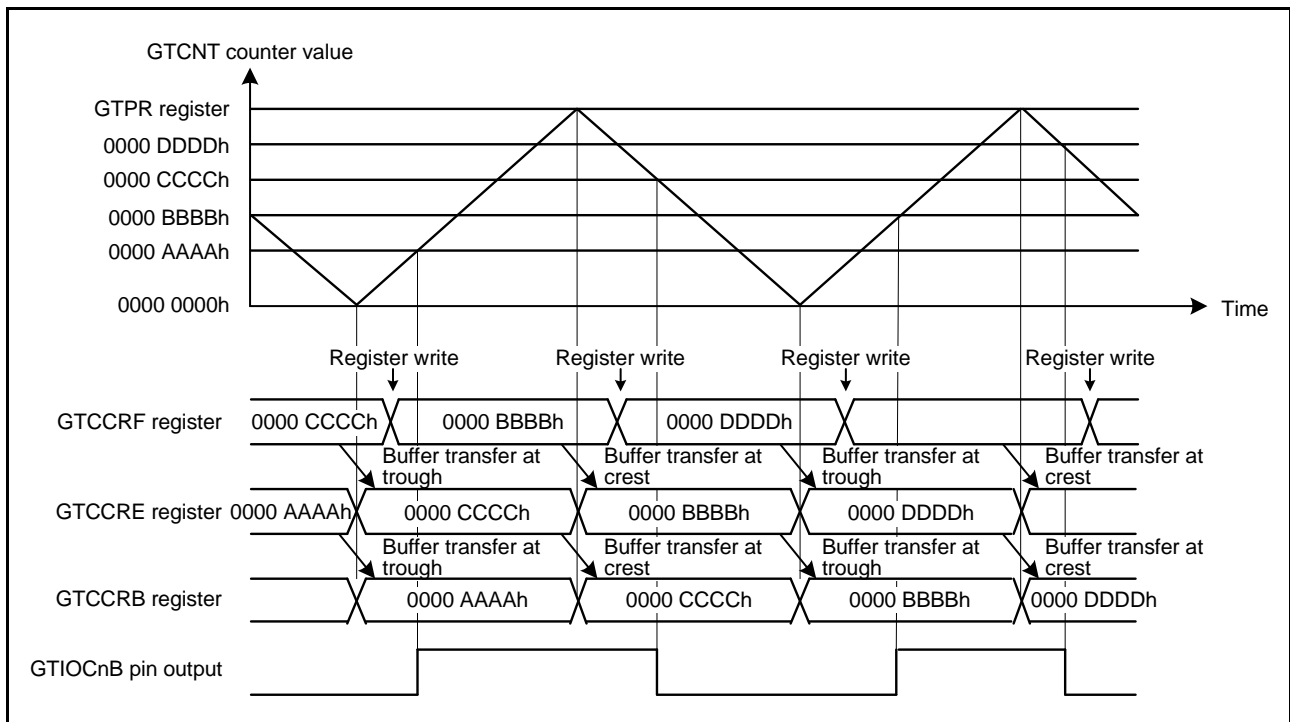 GTCNT counter value
GTPR register
0000 DDDDh
0000 CCCCh
0000 BBBBh
0000 AAAAh
0000 0000h
Time
Register write Register write Register write Register write
GTCCRF register 0000 CCCCh 0000 BBBBh 0000 DDDDh
Buffer transfer at trough
Buffer transfer at crest
Buffer transfer at trough
Buffer transfer at crest
GTCCRE register 0000 AAAAh 0000 CCCCh 0000 BBBBh 0000 DDDDh
Buffer transfer at trough
Buffer transfer at crest
Buffer transfer at trough
Buffer transfer at crest
GTCCRB register 0000 AAAAh 0000 CCCCh 0000 BBBBh 0000 DDDDh
GTIOCnB pin output